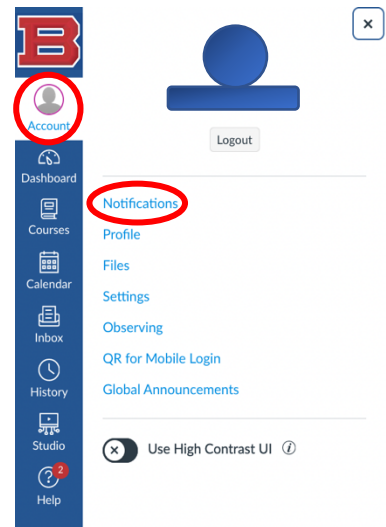 B
×
Account
Logout
Dashboard
Notifications
Courses
Profile
Files
Calendar
Settings
Observing
Inbox
QR for Mobile Login
History
Global Announcements
Studio
Use High Contrast UI i
2
Help